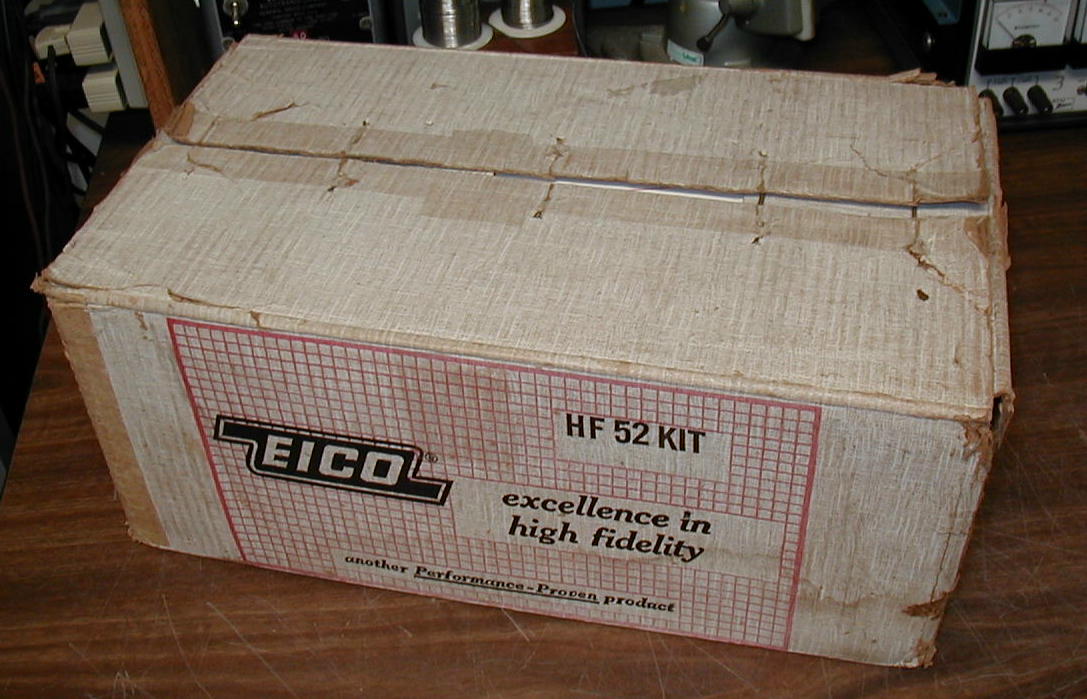 HF 52 KIT
EICO®
excellence in
high fidelity
another Performance-Proven product